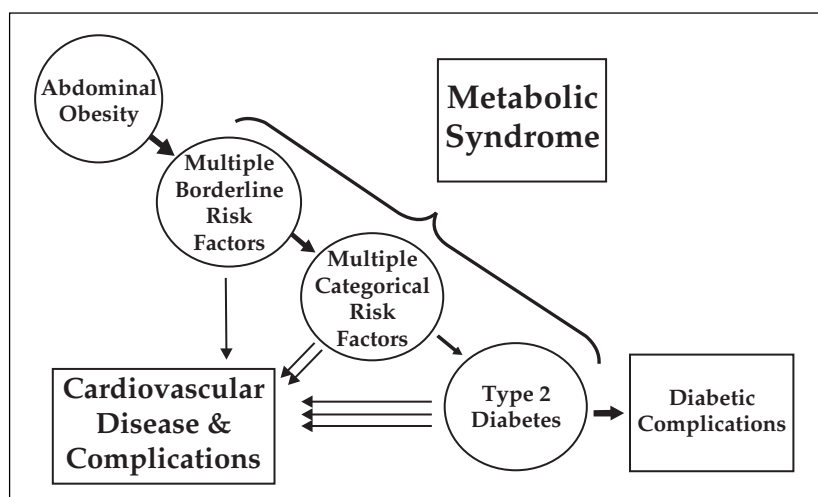 Abdominal
Obesity
Metabolic
Syndrome
Multiple
Borderline
Risk
Factors
Multiple
Categorical
Risk
Factors
Cardiovascular
Disease &
Complications
Type 2
Diabetes
Diabetic
Complications